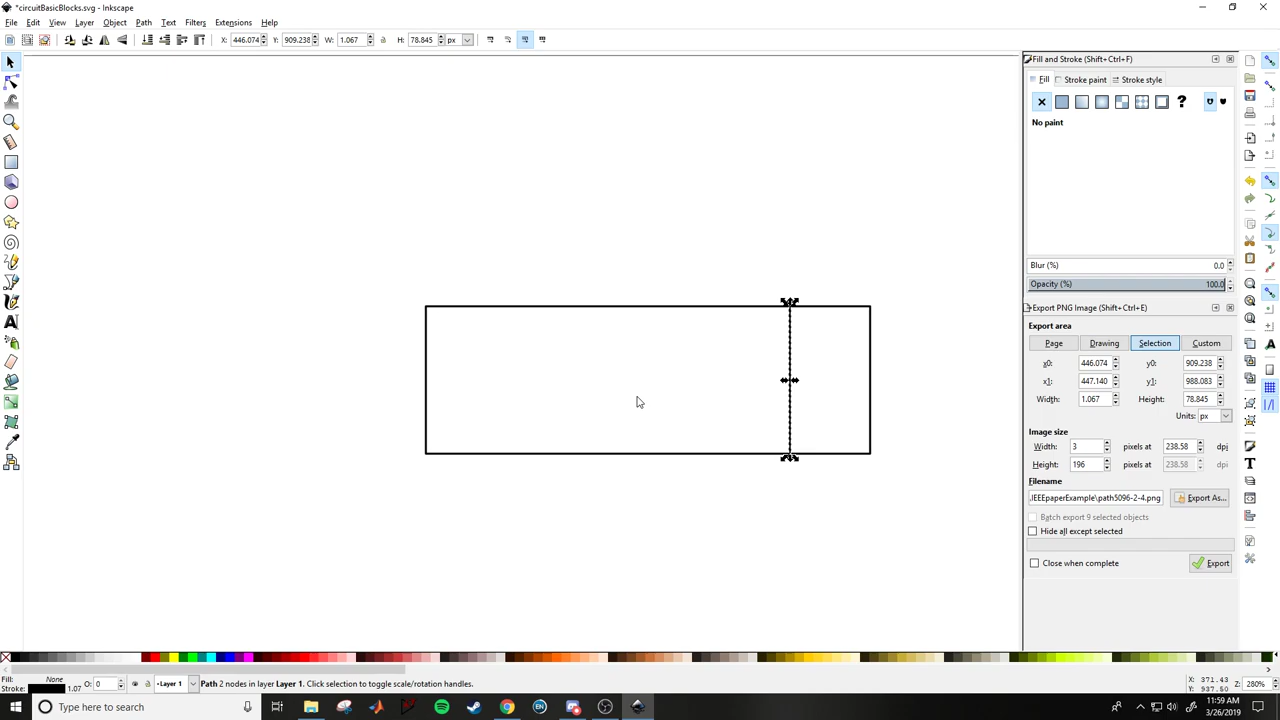 *circuitBasicBlocks.svg - Inkscape
File Edit View Layer Object Path Text Filters Extensions Help
X: 446.074 Y: 909.238 W: 1.067 H: 78.845 px
Fill and Stroke (Shift+Ctrl+F)
Fill Stroke paint Stroke style
No paint
Blur (%) 0.0
Opacity (%) 100.0
Export PNG Image (Shift+Ctrl+E)
Export area
Page Drawing Selection Custom
x0: 446.074 y0: 909.238
x1: 447.140 y1: 988.083
Width: 1.067 Height: 78.845
Units: px
Image size
Width: 3 pixels at 238.58 dpi
Height: 196 pixels at 238.58 dpi
Filename
.IEEEpaperExample\path5096-2-4.png Export As...
Batch export 9 selected objects
Hide all except selected
Close when complete Export
Fill: None
Stroke: 1.07 O: 0 Layer 1 Path 2 nodes in layer Layer 1. Click selection to toggle scale/rotation handles. X: 371.43 Y: 937.50 Z: 280%
Type here to search
11:59 AM
3/26/2019